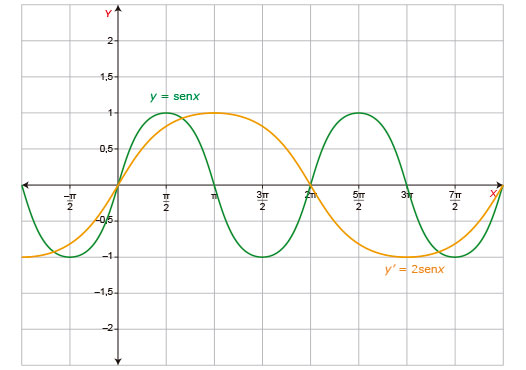 Y
2
1,5
y = senx
1
0,5
X
–π/2
π/2
π
3π/2
2π
5π/2
3π
7π/2
–0,5
–1
y′ = 2senx
–1,5
–2